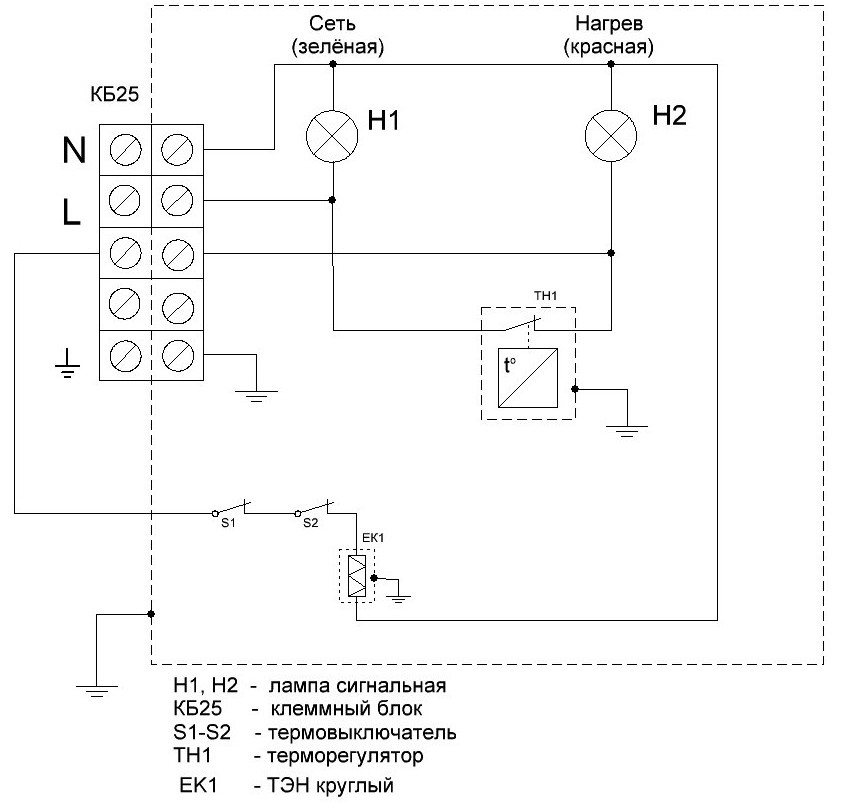 Сеть
(зелёная)
Нагрев
(красная)
КБ25
H1
H2
N
L
TH1
t°
S1
S2
EK1
H1, H2 - лампа сигнальная
КБ25 - клеммный блок
S1-S2 - термовыключатель
TH1 - терморегулятор
EK1 - ТЭН круглый